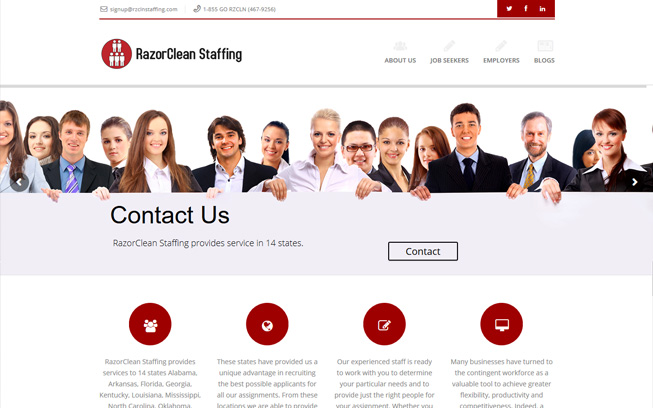 signup@rzclnstaffing.com
1-855 GO RZCLN (467-9256)
RazorClean Staffing
ABOUT US
JOB SEEKERS
EMPLOYERS
BLOGS
Contact Us
RazorClean Staffing provides service in 14 states.
Contact
RazorClean Staffing provides
services to 14 states Alabama,
Arkansas, Florida, Georgia,
Kentucky, Louisiana, Mississippi,
North Carolina, Oklahoma,
These states have provided us a
unique advantage in recruiting
the best possible applicants for
all our assignments. From these
locations we are able to provide
Our experienced staff is ready
to work with you to determine
your particular needs and to
provide just the right people for
your assignment. Whether you
Many businesses have turned to
the contingent workforce as a
valuable tool to achieve greater
flexibility, productivity and
competitiveness. Indeed, a